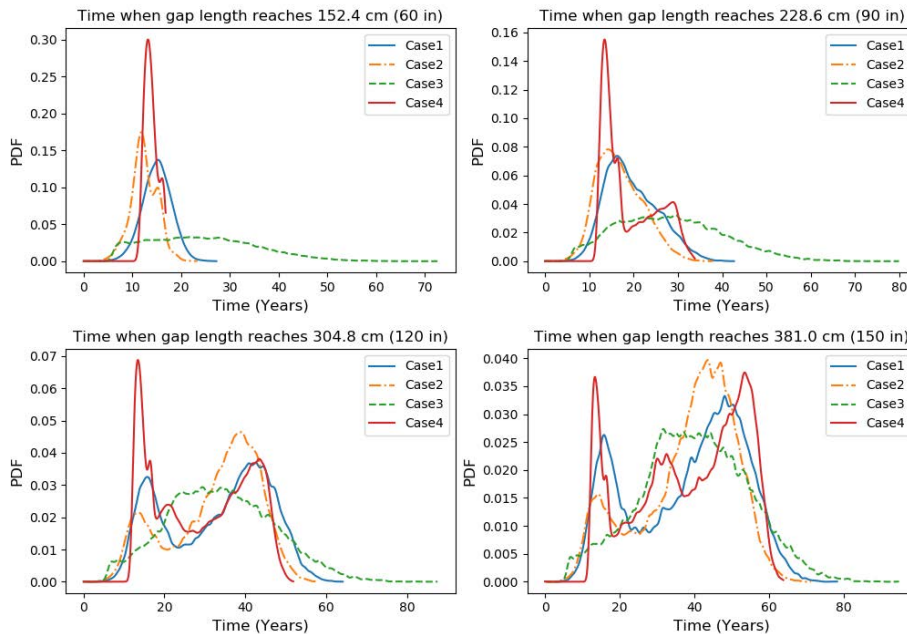 Time when gap length reaches 152.4 cm (60 in)
0.30
0.25
0.20
0.15
0.10
0.05
0.00
PDF
Case1
Case2
Case3
Case4
0 10 20 30 40 50 60 70
Time (Years)
Time when gap length reaches 228.6 cm (90 in)
0.16
0.14
0.12
0.10
0.08
0.06
0.04
0.02
0.00
PDF
Case1
Case2
Case3
Case4
0 10 20 30 40 50 60 70 80
Time (Years)
Time when gap length reaches 304.8 cm (120 in)
0.07
0.06
0.05
0.04
0.03
0.02
0.01
0.00
PDF
Case1
Case2
Case3
Case4
0 20 40 60 80
Time (Years)
Time when gap length reaches 381.0 cm (150 in)
0.040
0.035
0.030
0.025
0.020
0.015
0.010
0.005
0.000
PDF
Case1
Case2
Case3
Case4
0 20 40 60 80
Time (Years)